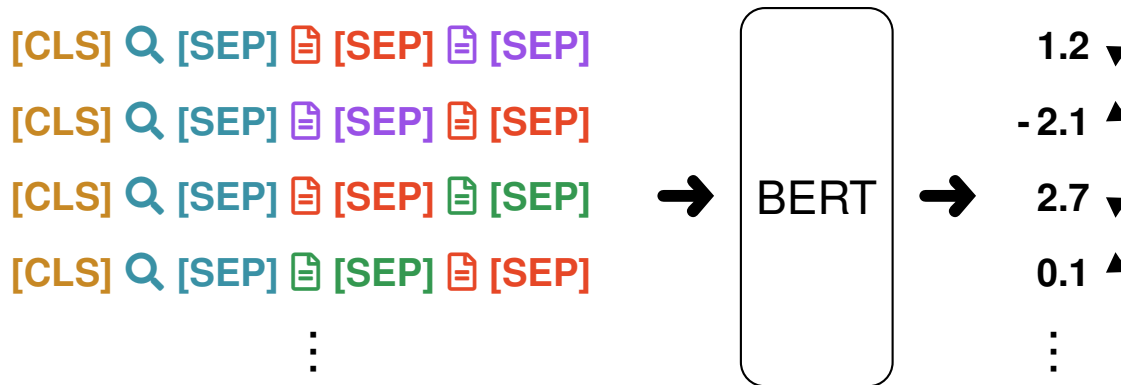 [CLS] [SEP] [SEP] [SEP] 1.2
[CLS] [SEP] [SEP] [SEP] -2.1
[CLS] [SEP] [SEP] [SEP] BERT 2.7
[CLS] [SEP] [SEP] [SEP] 0.1
⋮ ⋮